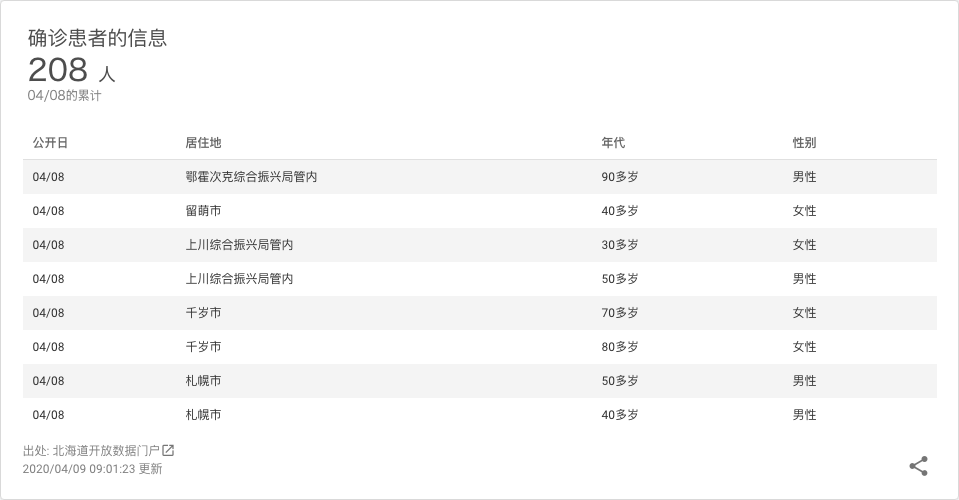 确诊患者的信息
208 人
04/08的累计
公开日 居住地 年代 性别
04/08 鄂霍次克综合振兴局管内 90多岁 男性
04/08 留萌市 40多岁 女性
04/08 上川综合振兴局管内 30多岁 女性
04/08 上川综合振兴局管内 50多岁 男性
04/08 千岁市 70多岁 女性
04/08 千岁市 80多岁 女性
04/08 札幌市 50多岁 男性
04/08 札幌市 40多岁 男性
出处: 北海道开放数据门户
2020/04/09 09:01:23 更新